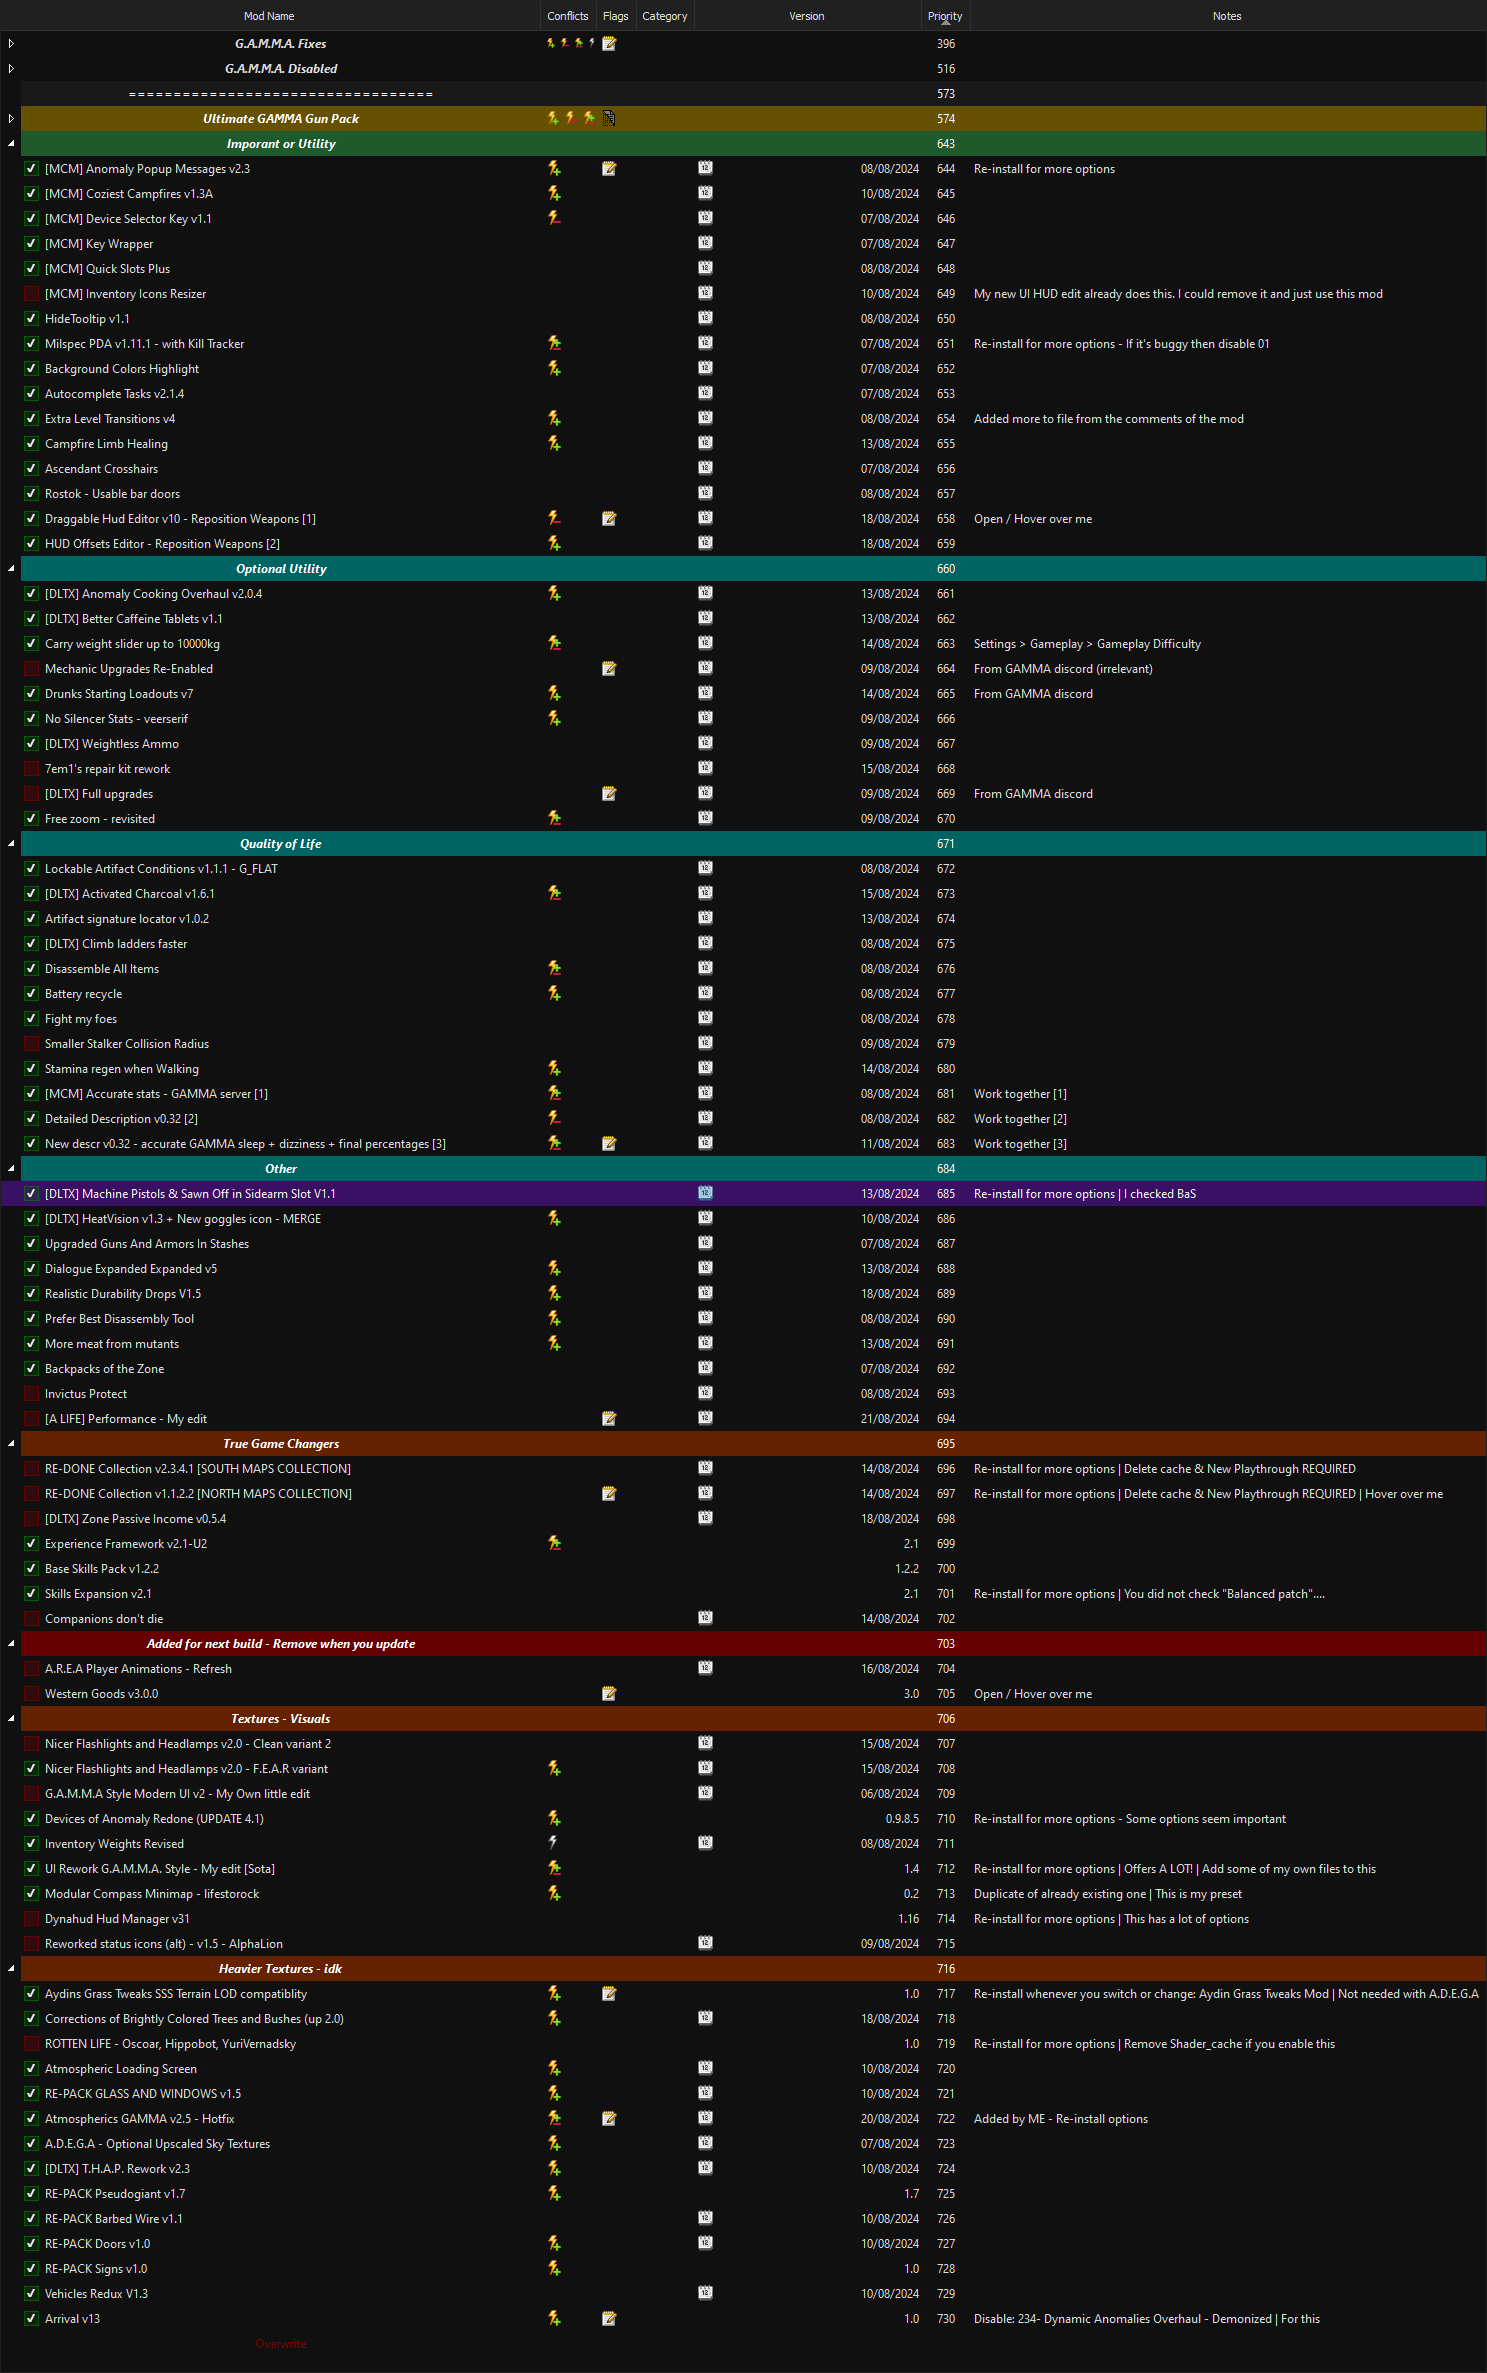 Mod Name Conflicts Flags Category Version Priority Notes
G.A.M.M.A. Fixes 396
G.A.M.M.A. Disabled 516
================================== 573
Ultimate GAMMA Gun Pack 574
Imporant or Utility 643
[MCM] Anomaly Popup Messages v2.3 08/08/2024 644 Re-install for more options
[MCM] Coziest Campfires v1.3A 10/08/2024 645
[MCM] Device Selector Key v1.1 07/08/2024 646
[MCM] Key Wrapper 07/08/2024 647
[MCM] Quick Slots Plus 08/08/2024 648
[MCM] Inventory Icons Resizer 10/08/2024 649 My new UI HUD edit already does this. I could remove it and just use this mod
HideTooltip v1.1 08/08/2024 650
Milspec PDA v1.11.1 - with Kill Tracker 07/08/2024 651 Re-install for more options - If it's buggy then disable 01
Background Colors Highlight 07/08/2024 652
Autocomplete Tasks v2.1.4 07/08/2024 653
Extra Level Transitions v4 08/08/2024 654 Added more to file from the comments of the mod
Campfire Limb Healing 13/08/2024 655
Ascendant Crosshairs 07/08/2024 656
Rostok - Usable bar doors 08/08/2024 657
Draggable Hud Editor v10 - Reposition Weapons [1] 18/08/2024 658 Open / Hover over me
HUD Offsets Editor - Reposition Weapons [2] 18/08/2024 659
Optional Utility 660
[DLTX] Anomaly Cooking Overhaul v2.0.4 13/08/2024 661
[DLTX] Better Caffeine Tablets v1.1 13/08/2024 662
Carry weight slider up to 10000kg 14/08/2024 663 Settings > Gameplay > Gameplay Difficulty
Mechanic Upgrades Re-Enabled 09/08/2024 664 From GAMMA discord (irrelevant)
Drunks Starting Loadouts v7 14/08/2024 665 From GAMMA discord
No Silencer Stats - veerserif 09/08/2024 666
[DLTX] Weightless Ammo 09/08/2024 667
7em1's repair kit rework 15/08/2024 668
[DLTX] Full upgrades 09/08/2024 669 From GAMMA discord
Free zoom - revisited 09/08/2024 670
Quality of Life 671
Lockable Artifact Conditions v1.1.1 - G_FLAT 08/08/2024 672
[DLTX] Activated Charcoal v1.6.1 15/08/2024 673
Artifact signature locator v1.0.2 13/08/2024 674
[DLTX] Climb ladders faster 08/08/2024 675
Disassemble All Items 08/08/2024 676
Battery recycle 08/08/2024 677
Fight my foes 08/08/2024 678
Smaller Stalker Collision Radius 09/08/2024 679
Stamina regen when Walking 14/08/2024 680
[MCM] Accurate stats - GAMMA server [1] 08/08/2024 681 Work together [1]
Detailed Description v0.32 [2] 08/08/2024 682 Work together [2]
New descr v0.32 - accurate GAMMA sleep + dizziness + final percentages [3] 11/08/2024 683 Work together [3]
Other 684
[DLTX] Machine Pistols & Sawn Off in Sidearm Slot V1.1 13/08/2024 685 Re-install for more options | I checked BaS
[DLTX] HeatVision v1.3 + New goggles icon - MERGE 10/08/2024 686
Upgraded Guns And Armors In Stashes 07/08/2024 687
Dialogue Expanded Expanded v5 13/08/2024 688
Realistic Durability Drops V1.5 18/08/2024 689
Prefer Best Disassembly Tool 08/08/2024 690
More meat from mutants 13/08/2024 691
Backpacks of the Zone 07/08/2024 692
Invictus Protect 08/08/2024 693
[A LIFE] Performance - My edit 21/08/2024 694
True Game Changers 695
RE-DONE Collection v2.3.4.1 [SOUTH MAPS COLLECTION] 14/08/2024 696 Re-install for more options | Delete cache & New Playthrough REQUIRED
RE-DONE Collection v1.1.2.2 [NORTH MAPS COLLECTION] 14/08/2024 697 Re-install for more options | Delete cache & New Playthrough REQUIRED | Hover over me
[DLTX] Zone Passive Income v0.5.4 18/08/2024 698
Experience Framework v2.1-U2 2.1 699
Base Skills Pack v1.2.2 1.2.2 700
Skills Expansion v2.1 2.1 701 Re-install for more options | You did not check "Balanced patch"....
Companions don't die 14/08/2024 702
Added for next build - Remove when you update 703
A.R.E.A Player Animations - Refresh 16/08/2024 704
Western Goods v3.0.0 3.0 705 Open / Hover over me
Textures - Visuals 706
Nicer Flashlights and Headlamps v2.0 - Clean variant 2 15/08/2024 707
Nicer Flashlights and Headlamps v2.0 - F.E.A.R variant 15/08/2024 708
G.A.M.M.A Style Modern UI v2 - My Own little edit 06/08/2024 709
Devices of Anomaly Redone (UPDATE 4.1) 0.9.8.5 710 Re-install for more options - Some options seem important
Inventory Weights Revised 08/08/2024 711
UI Rework G.A.M.M.A. Style - My edit [Sota] 1.4 712 Re-install for more options | Offers A LOT! | Add some of my own files to this
Modular Compass Minimap - lifestorock 0.2 713 Duplicate of already existing one | This is my preset
Dynahud Hud Manager v31 1.16 714 Re-install for more options | This has a lot of options
Reworked status icons (alt) - v1.5 - AlphaLion 09/08/2024 715
Heavier Textures - idk 716
Aydins Grass Tweaks SSS Terrain LOD compatiblity 1.0 717 Re-install whenever you switch or change: Aydin Grass Tweaks Mod | Not needed with A.D.E.G.A
Corrections of Brightly Colored Trees and Bushes (up 2.0) 18/08/2024 718
ROTTEN LIFE - Oscoar, Hippobot, YuriVernadsky 1.0 719 Re-install for more options | Remove Shader_cache if you enable this
Atmospheric Loading Screen 10/08/2024 720
RE-PACK GLASS AND WINDOWS v1.5 10/08/2024 721
Atmospherics GAMMA v2.5 - Hotfix 20/08/2024 722 Added by ME - Re-install options
A.D.E.G.A - Optional Upscaled Sky Textures 07/08/2024 723
[DLTX] T.H.A.P. Rework v2.3 10/08/2024 724
RE-PACK Pseudogiant v1.7 1.7 725
RE-PACK Barbed Wire v1.1 10/08/2024 726
RE-PACK Doors v1.0 10/08/2024 727
RE-PACK Signs v1.0 1.0 728
Vehicles Redux V1.3 10/08/2024 729
Arrival v13 1.0 730 Disable: 234- Dynamic Anomalies Overhaul - Demonized | For this
Overwrite